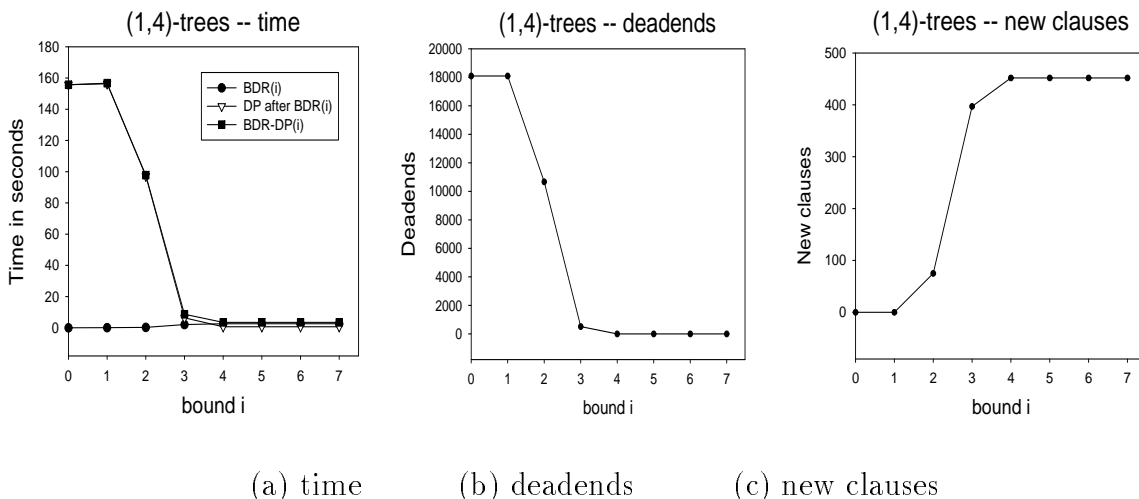 (1,4)-trees -- time
180
160
140
120
100
80
60
40
20
0
Time in seconds
BDR(i)
DP after BDR(i)
BDR-DP(i)
0 1 2 3 4 5 6 7
bound i
(1,4)-trees -- deadends
20000
18000
16000
14000
12000
10000
8000
6000
4000
2000
0
Deadends
0 1 2 3 4 5 6 7
bound i
(1,4)-trees -- new clauses
500
400
300
200
100
0
New clauses
0 1 2 3 4 5 6 7
bound i
(a) time (b) deadends (c) new clauses